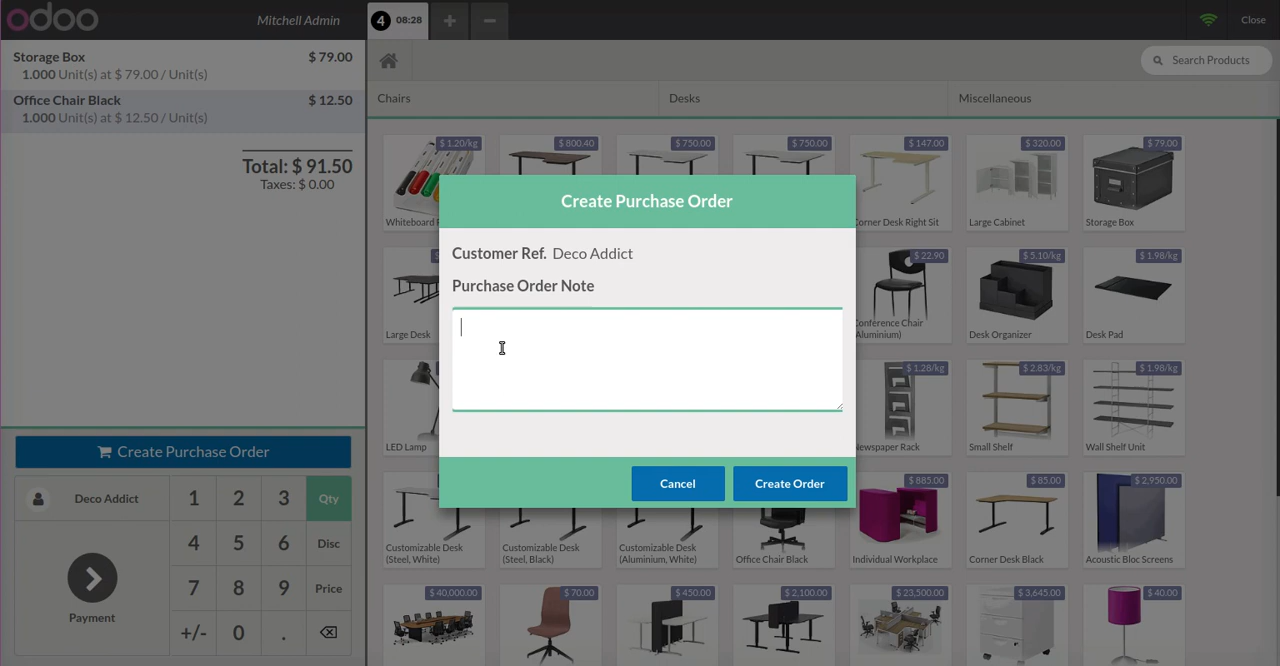 odoo
Mitchell Admin
4 08:28
+
−
Close
Storage Box $ 79.00
1.000 Unit(s) at $ 79.00 / Unit(s)
Office Chair Black $ 12.50
1.000 Unit(s) at $ 12.50 / Unit(s)
Total: $ 91.50
Taxes: $ 0.00
Search Products
Chairs
Desks
Miscellaneous
$ 1.20/kg
$ 800.40
$ 750.00
$ 750.00
$ 147.00
$ 320.00
$ 79.00
Whiteboard
Corner Desk Right Sit
Large Cabinet
Storage Box
Create Purchase Order
Customer Ref. Deco Addict
Purchase Order Note
Cancel
Create Order
$ 22.90
$ 5.10/kg
$ 1.98/kg
Large Desk
Conference Chair
(Aluminium)
Desk Organizer
Desk Pad
$ 1.28/kg
$ 2.83/kg
$ 1.98/kg
LED Lamp
Newspaper Rack
Small Shelf
Wall Shelf Unit
$ 885.00
$ 85.00
$ 2,950.00
Customizable Desk
(Steel, White)
Customizable Desk
(Steel, Black)
Customizable Desk
(Aluminium, White)
Office Chair Black
Individual Workplace
Corner Desk Black
Acoustic Bloc Screens
$ 40,000.00
$ 70.00
$ 450.00
$ 2,100.00
$ 23,500.00
$ 3,645.00
$ 40.00
Create Purchase Order
Deco Addict
1 2 3 Qty
4 5 6 Disc
7 8 9 Price
+/- 0 .
Payment